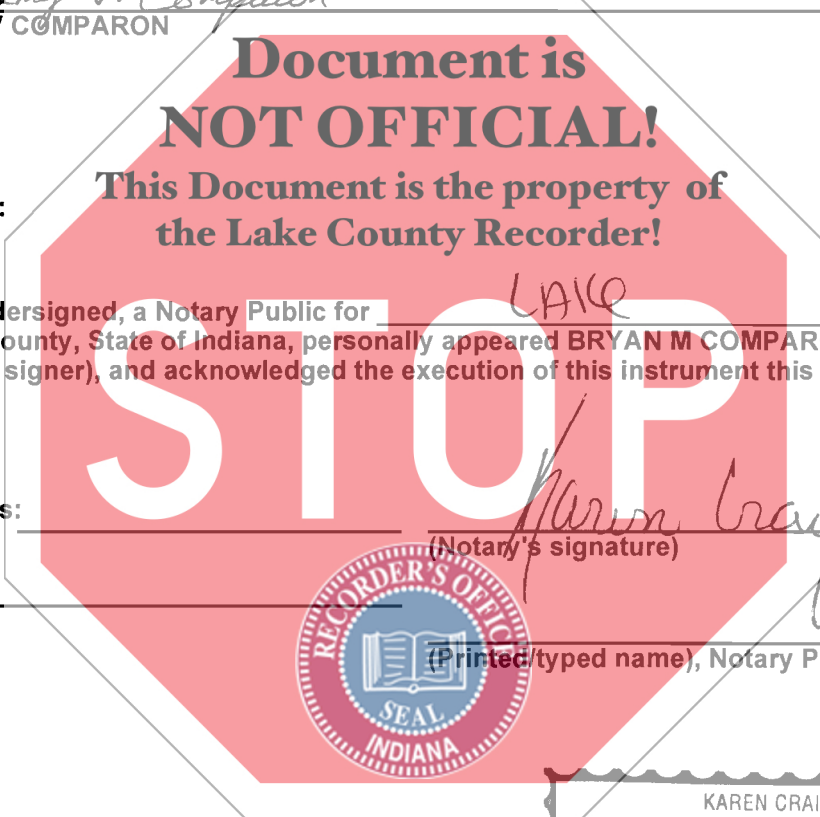 COMPARON
Document is
NOT OFFICIAL!
This Document is the property of
the Lake County Recorder!
:
dersigned, a Notary Public for LAKE
ounty, State of Indiana, personally appeared BRYAN M COMPAR
signer), and acknowledged the execution of this instrument this
STOP
s:
Karen Crai
(Notary's signature)
RECORDER'S OFFICE
(Printed/typed name), Notary P
SEAL
INDIANA
KAREN CRAI